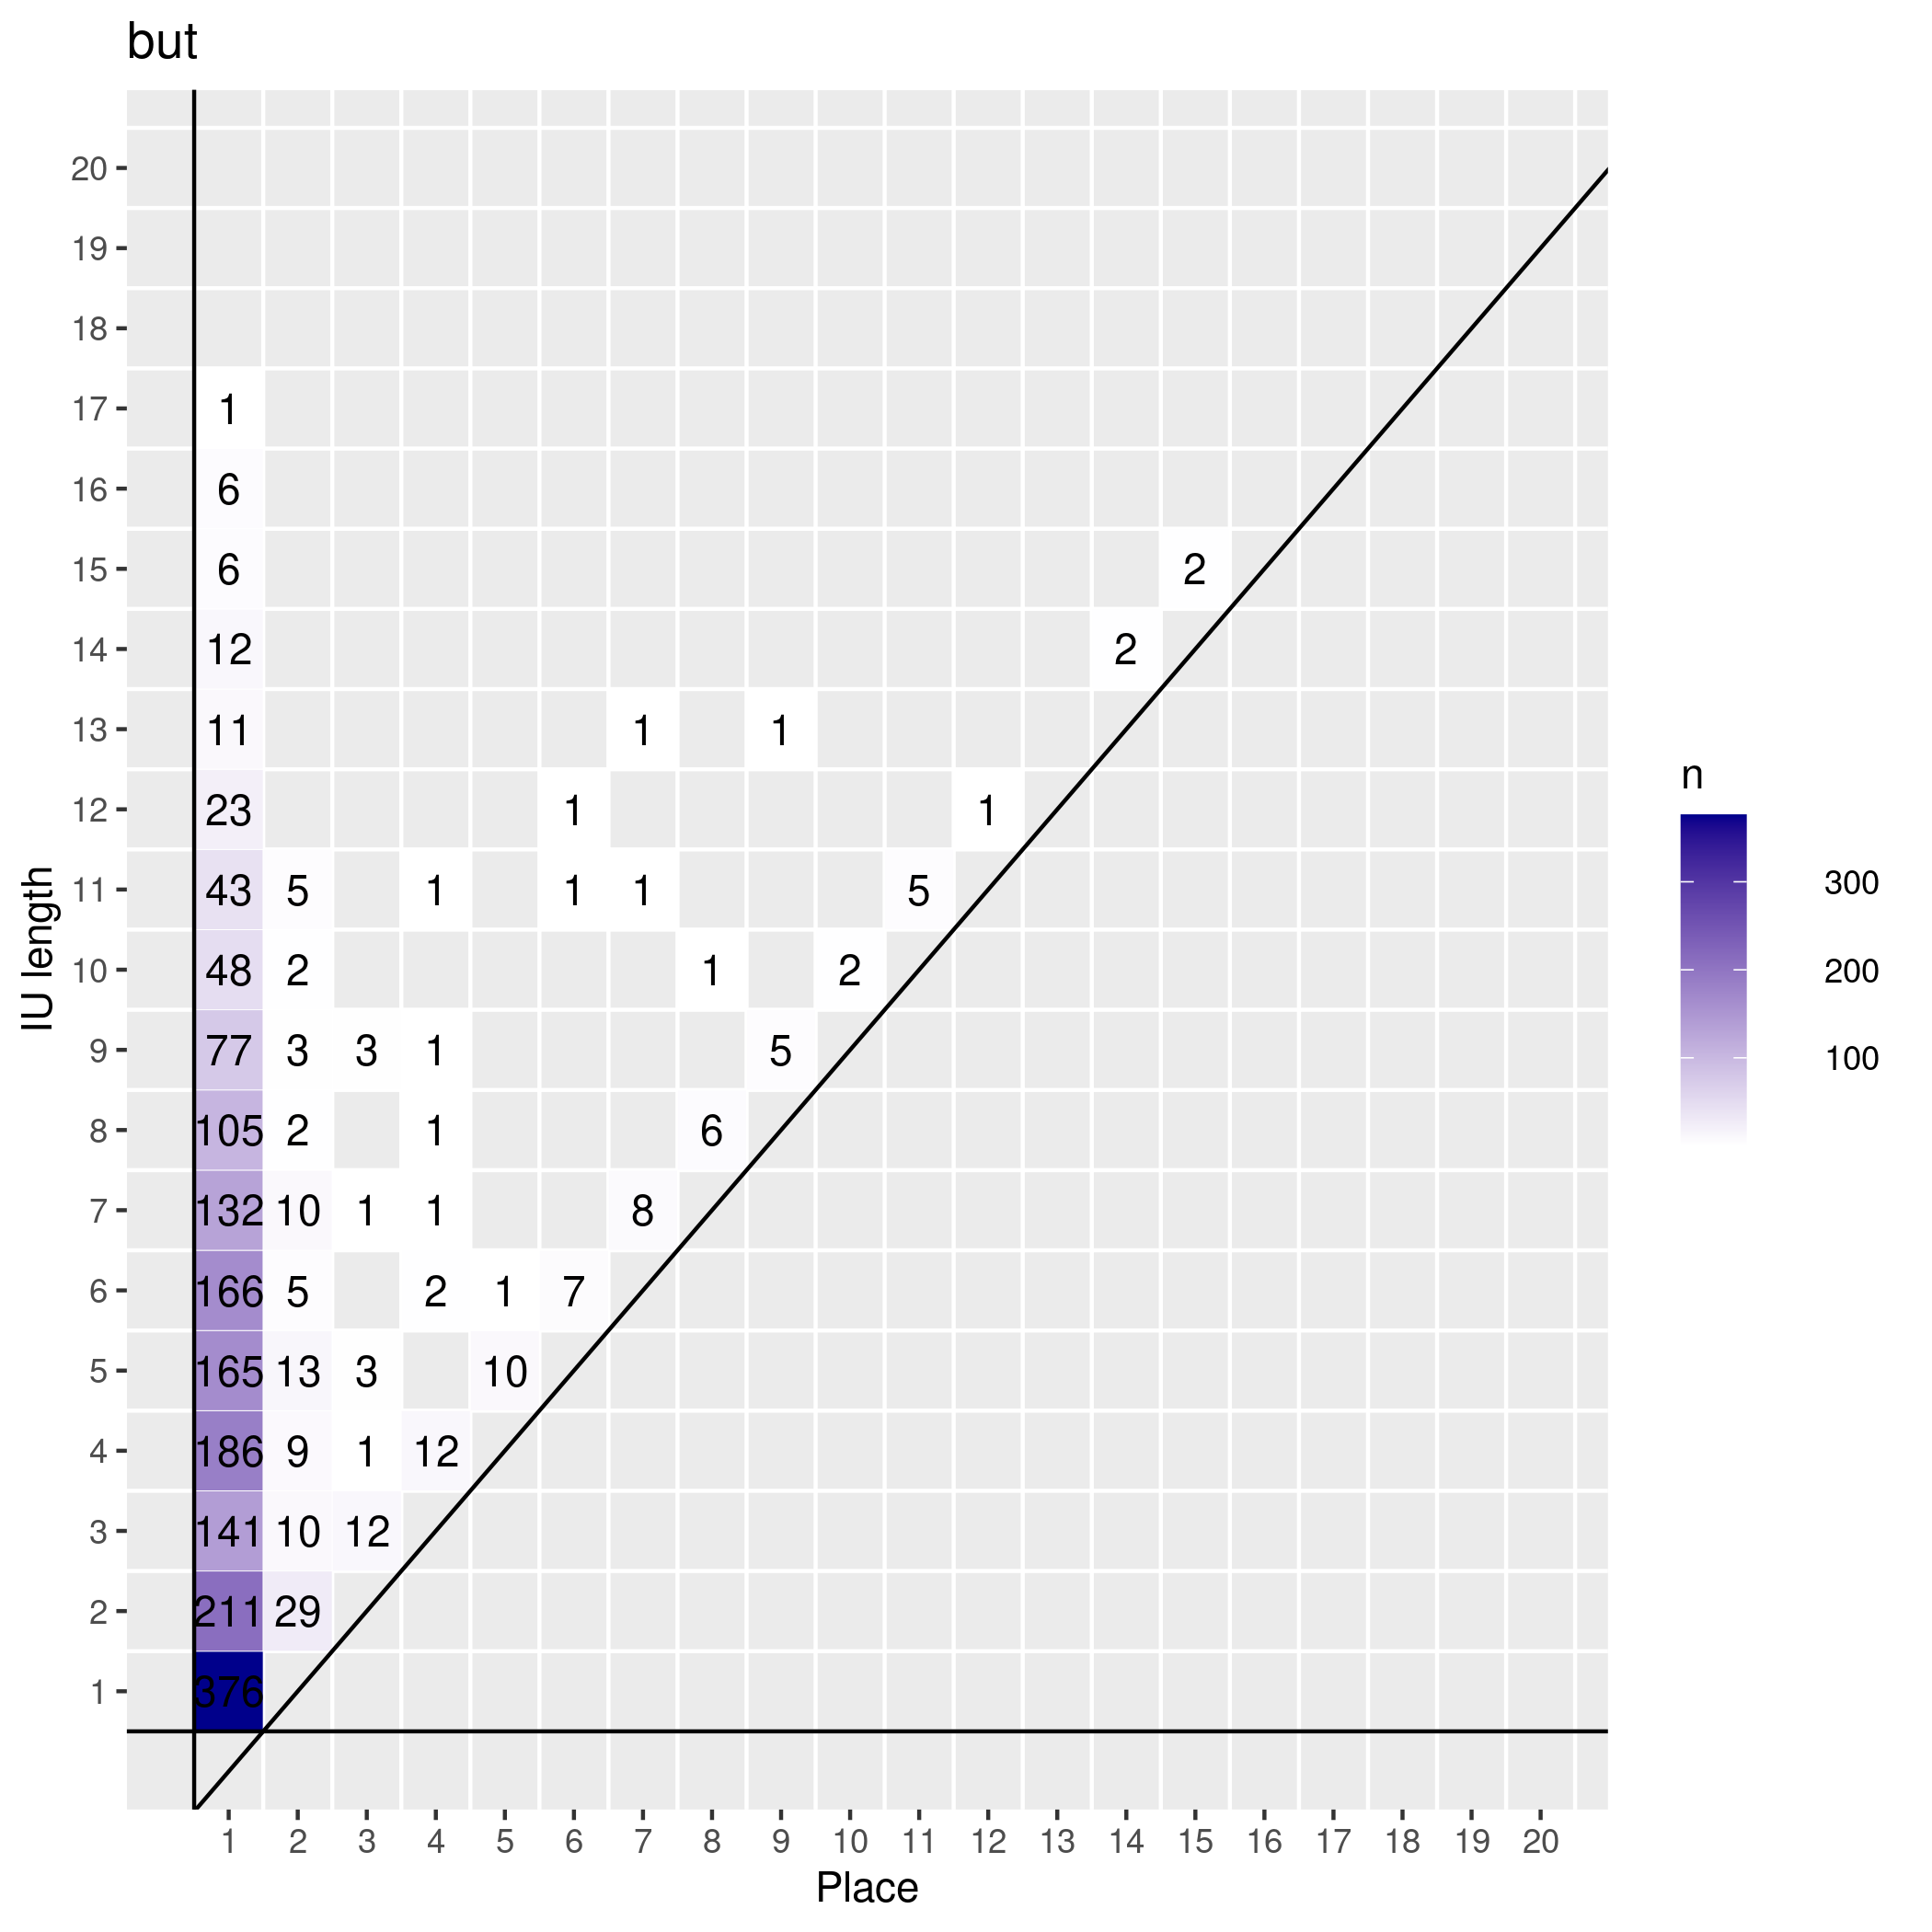 but
20
19
18
17 1
16 6
15 6 2
14 12 2
13 11 1 1
12 23 1 1
11 43 5 1 1 1 5
10 48 2 1 2
9 77 3 3 1 5
8 105 2 1 6
7 132 10 1 1 8
6 166 5 2 1 7
5 165 13 3 10
4 186 9 1 12
3 141 10 12
2 211 29
1 376
1 2 3 4 5 6 7 8 9 10 11 12 13 14 15 16 17 18 19 20
Place
IU length
n
300
200
100